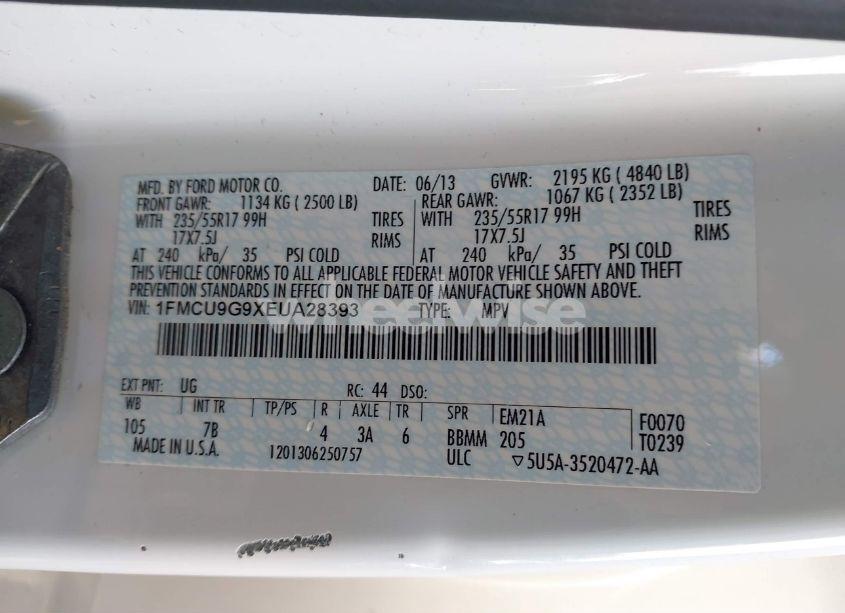 MFD. BY FORD MOTOR CO. DATE: 06/13 GVWR: 2195 KG ( 4840 LB)
FRONT GAWR: 1134 KG ( 2500 LB) REAR GAWR: 1067 KG ( 2352 LB)
WITH 235/55R17 99H TIRES WITH 235/55R17 99H TIRES
17X7.5J RIMS 17X7.5J RIMS
AT 240 kPa/ 35 PSI COLD AT 240 kPa/ 35 PSI COLD
THIS VEHICLE CONFORMS TO ALL APPLICABLE FEDERAL MOTOR VEHICLE SAFETY AND THEFT
PREVENTION STANDARDS IN EFFECT ON THE DATE OF MANUFACTURE SHOWN ABOVE.
VIN: 1FMCU9G9XEUA28393 TYPE: MPV
wheelwise
EXT PNT: UG RC: 44 DSO:
WB INT TR TP/PS R AXLE TR SPR EM21A F0070
105 7B 4 3A 6 BBMM 205 T0239
MADE IN U.S.A. 1201306250757 ULC ▽5U5A-3520472-AA